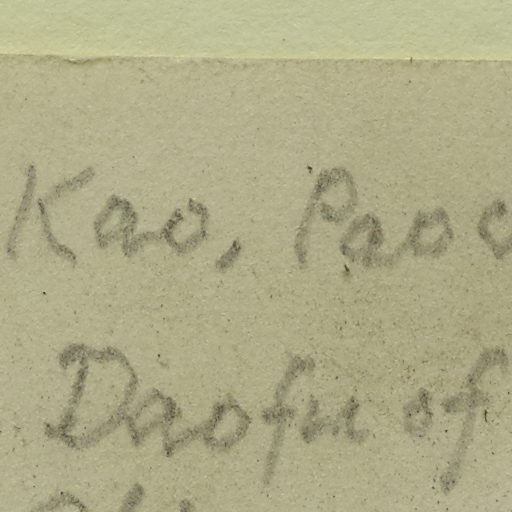 Kao, Pao
Daofu of